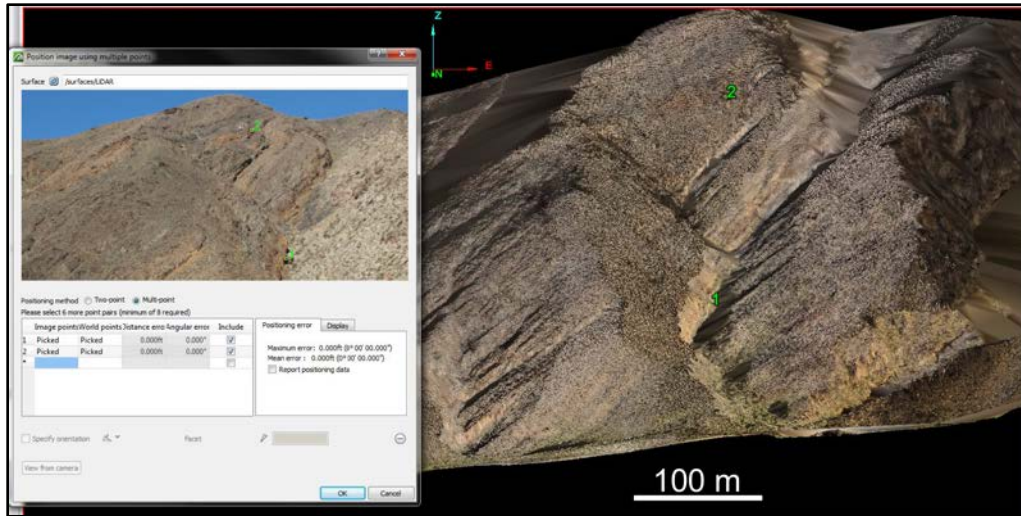 Position image using multiple points
Surface /surfaces/LIDAR
2
1
Positioning method Two-point Multi-point
Please select 6 more point pairs (minimum of 8 required)
Image points World points Distance erro Angular error Include
1 Picked Picked 0.000ft 0.000°
2 Picked Picked 0.000ft 0.000°
*
Positioning error Display
Maximum error: 0.000ft (0° 00' 00.000")
Mean error : 0.000ft (0° 00' 00.000")
Report positioning data
Specify orientation Facet
View from camera
OK Cancel
Z
E
N
2
1
100 m